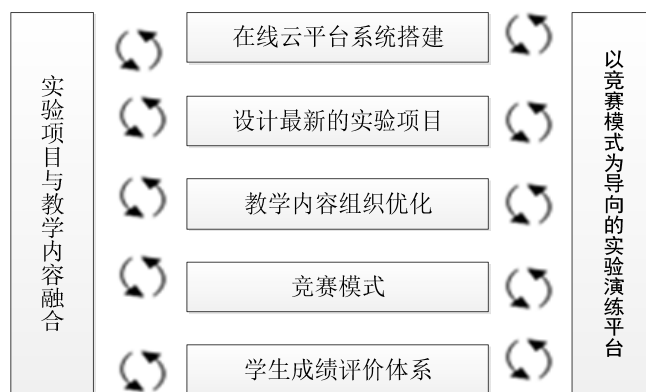 实验项目与教学内容融合
在线云平台系统搭建
设计最新的实验项目
教学内容组织优化
竞赛模式
学生成绩评价体系
以竞赛模式为导向的实验演练平台